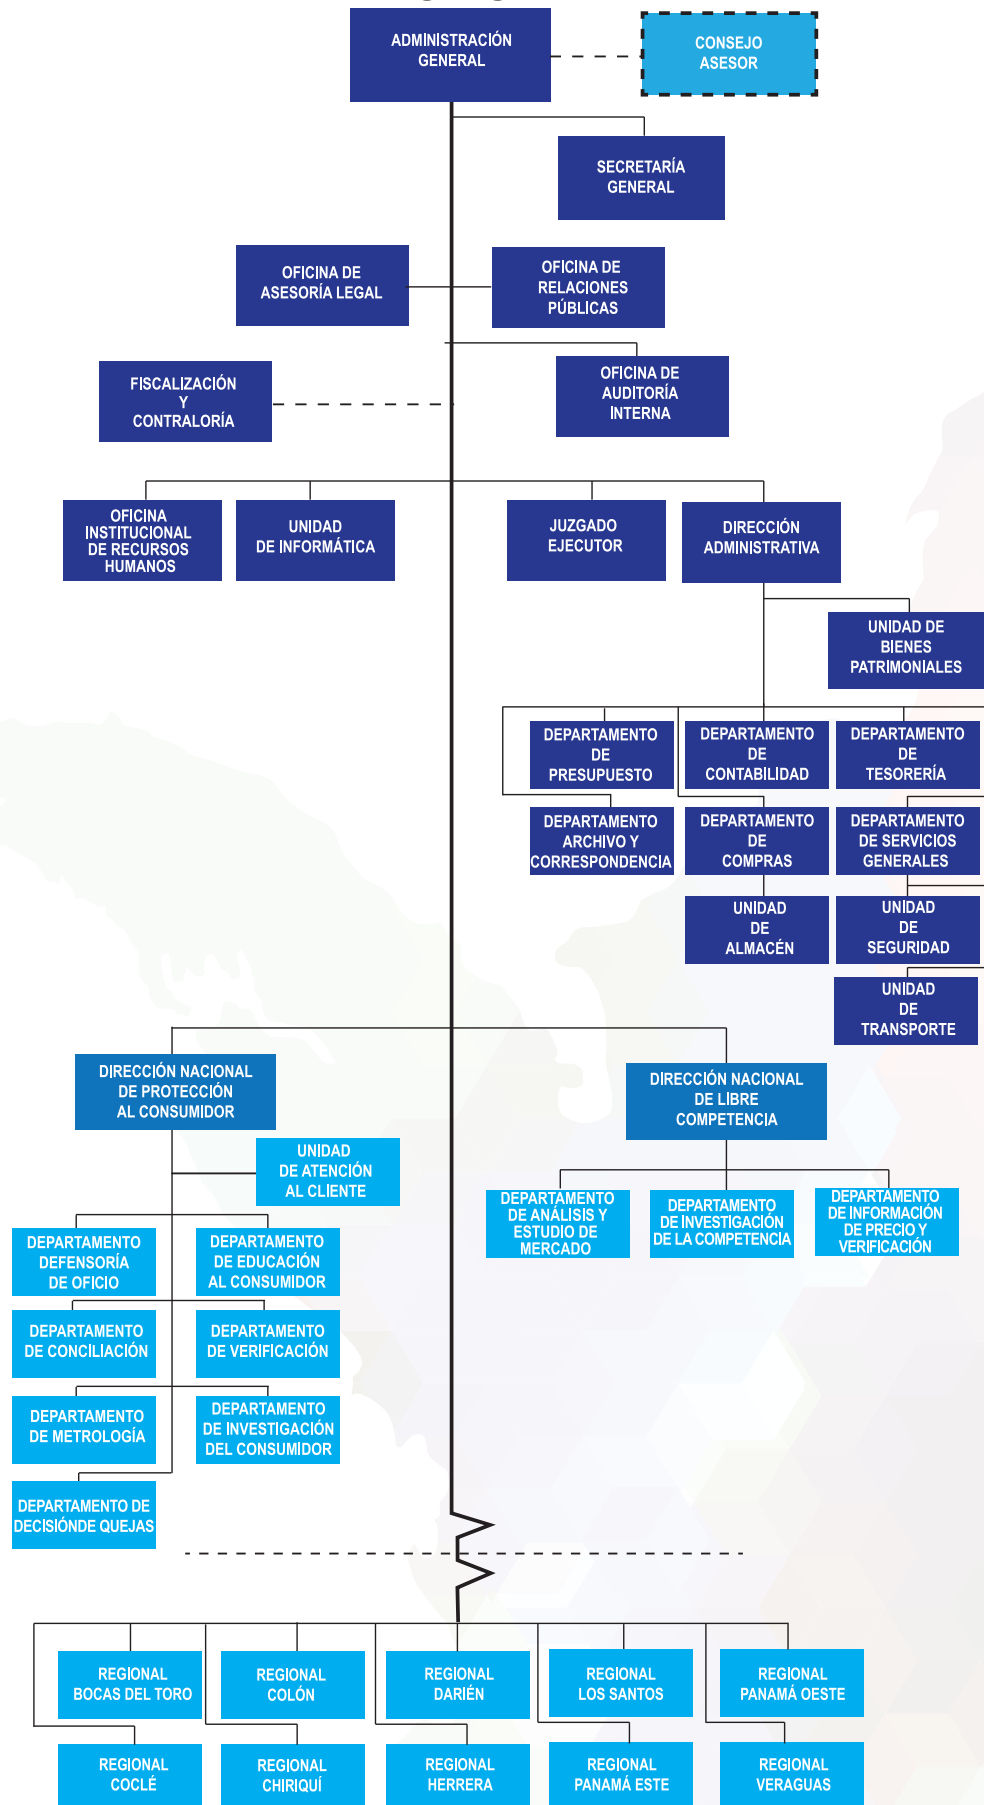 ADMINISTRACIÓN
GENERAL
CONSEJO
ASESOR
SECRETARÍA
GENERAL
OFICINA DE
ASESORÍA LEGAL
OFICINA DE
RELACIONES
PÚBLICAS
FISCALIZACIÓN
Y
CONTRALORÍA
OFICINA DE
AUDITORÍA
INTERNA
OFICINA
INSTITUCIONAL
DE RECURSOS
HUMANOS
UNIDAD
DE INFORMÁTICA
JUZGADO
EJECUTOR
DIRECCIÓN
ADMINISTRATIVA
UNIDAD DE
BIENES
PATRIMONIALES
DEPARTAMENTO
DE
PRESUPUESTO
DEPARTAMENTO
DE
CONTABILIDAD
DEPARTAMENTO
DE
TESORERÍA
DEPARTAMENTO
ARCHIVO Y
CORRESPONDENCIA
DEPARTAMENTO
DE
COMPRAS
DEPARTAMENTO
DE SERVICIOS
GENERALES
UNIDAD
DE
ALMACÉN
UNIDAD
DE
SEGURIDAD
UNIDAD
DE
TRANSPORTE
DIRECCIÓN NACIONAL
DE PROTECCIÓN
AL CONSUMIDOR
DIRECCIÓN NACIONAL
DE LIBRE
COMPETENCIA
UNIDAD
DE ATENCIÓN
AL CLIENTE
DEPARTAMENTO
DE ANÁLISIS Y
ESTUDIO DE
MERCADO
DEPARTAMENTO
DE INVESTIGACIÓN
DE LA COMPETENCIA
DEPARTAMENTO
DE INFORMACIÓN
DE PRECIO Y
VERIFICACIÓN
DEPARTAMENTO
DEFENSORÍA
DE OFICIO
DEPARTAMENTO
DE EDUCACIÓN
AL CONSUMIDOR
DEPARTAMENTO
DE CONCILIACIÓN
DEPARTAMENTO
DE VERIFICACIÓN
DEPARTAMENTO
DE METROLOGÍA
DEPARTAMENTO
DE INVESTIGACIÓN
DEL CONSUMIDOR
DEPARTAMENTO DE
DECISIÓNDE QUEJAS
REGIONAL
BOCAS DEL TORO
REGIONAL
COLÓN
REGIONAL
DARIÉN
REGIONAL
LOS SANTOS
REGIONAL
PANAMÁ OESTE
REGIONAL
COCLÉ
REGIONAL
CHIRIQUÍ
REGIONAL
HERRERA
REGIONAL
PANAMÁ ESTE
REGIONAL
VERAGUAS